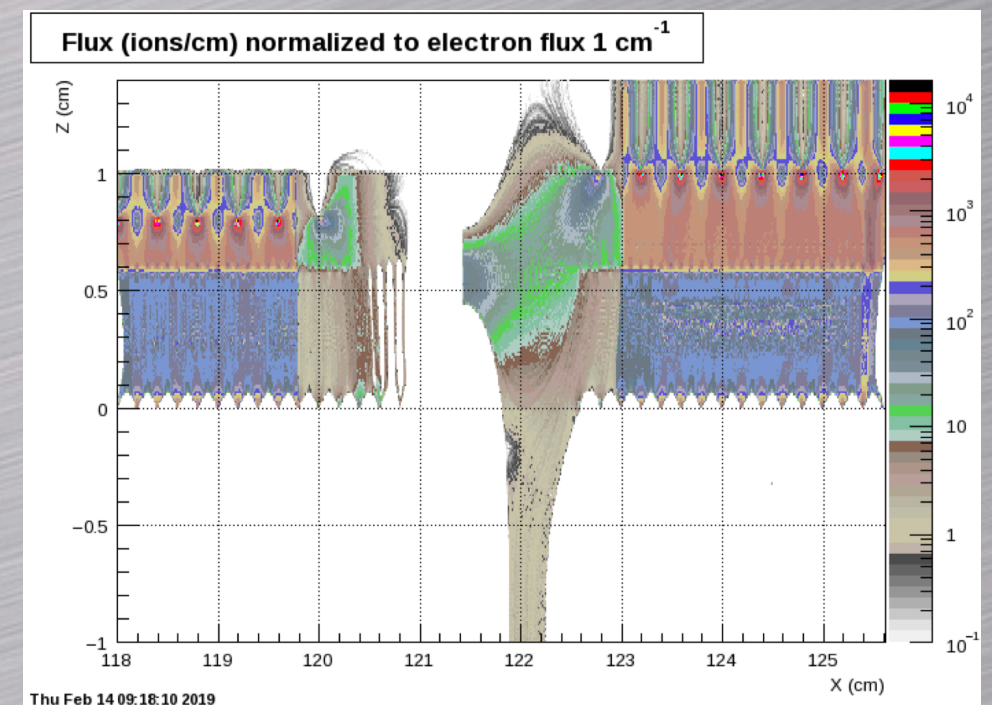 Flux (ions/cm) normalized to electron flux 1 cm⁻¹
Z (cm)
1
0.5
0
−0.5
−1
118 119 120 121 122 123 124 125
X (cm)
10⁴
10³
10²
10
1
10⁻¹
Thu Feb 14 09:18:10 2019